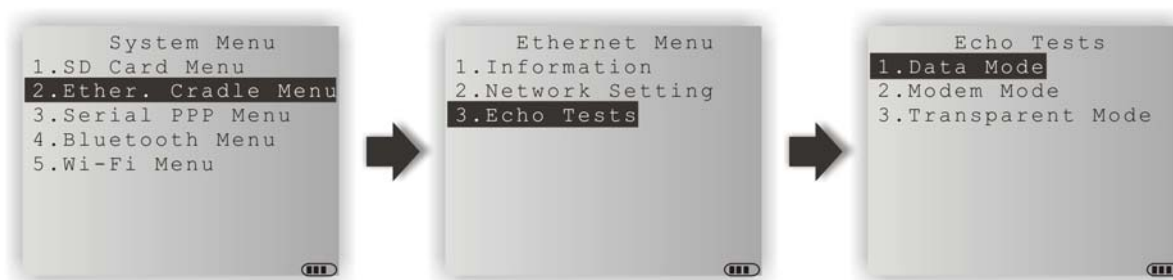 System Menu
1.SD Card Menu
2.Ether. Cradle Menu
3.Serial PPP Menu
4.Bluetooth Menu
5.Wi-Fi Menu
Ethernet Menu
1.Information
2.Network Setting
3.Echo Tests
Echo Tests
1.Data Mode
2.Modem Mode
3.Transparent Mode